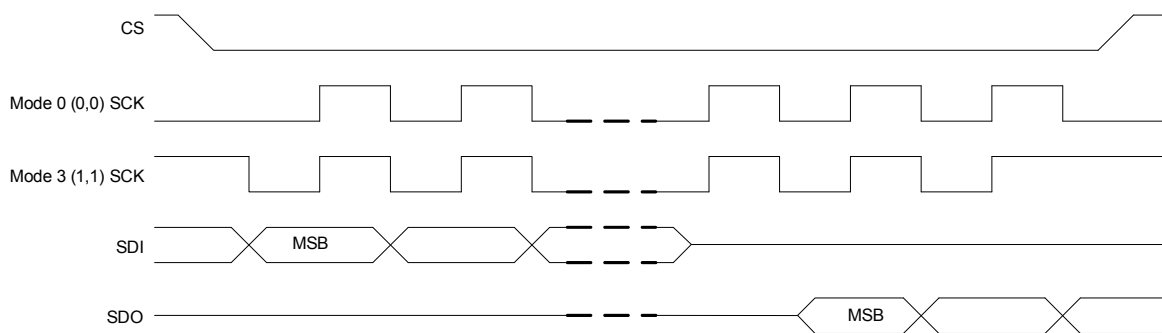 CS
Mode 0 (0,0) SCK
Mode 3 (1,1) SCK
SDI
MSB
SDO
MSB